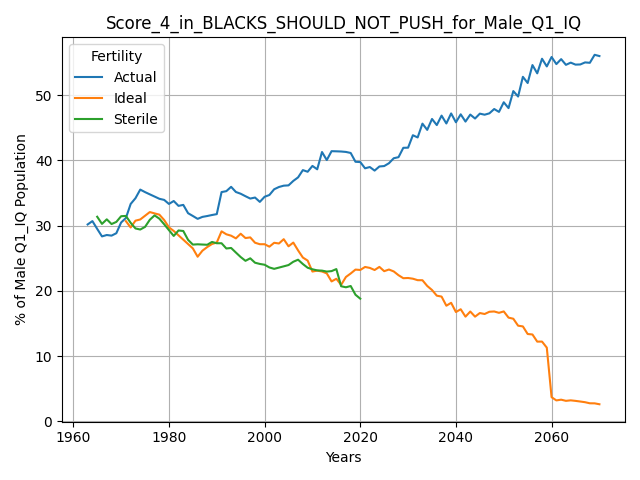 Score_4_in_BLACKS_SHOULD_NOT_PUSH_for_Male_Q1_IQ
Fertility
Actual
Ideal
Sterile
% of Male Q1_IQ Population
50
40
30
20
10
0
1960 1980 2000 2020 2040 2060
Years